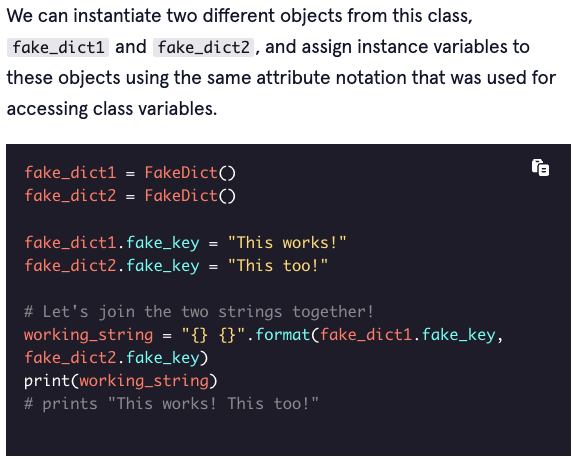 We can instantiate two different objects from this class,
fake_dict1 and fake_dict2, and assign instance variables to
these objects using the same attribute notation that was used for
accessing class variables.
fake_dict1 = FakeDict()
fake_dict2 = FakeDict()
fake_dict1.fake_key = "This works!"
fake_dict2.fake_key = "This too!"
# Let's join the two strings together!
working_string = "{} {}".format(fake_dict1.fake_key,
fake_dict2.fake_key)
print(working_string)
# prints "This works! This too!"